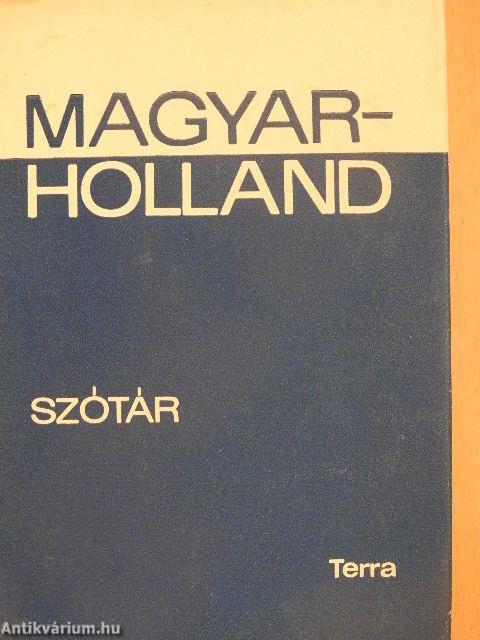 MAGYAR-
HOLLAND
SZÓTÁR
Terra
Antikvárium.hu